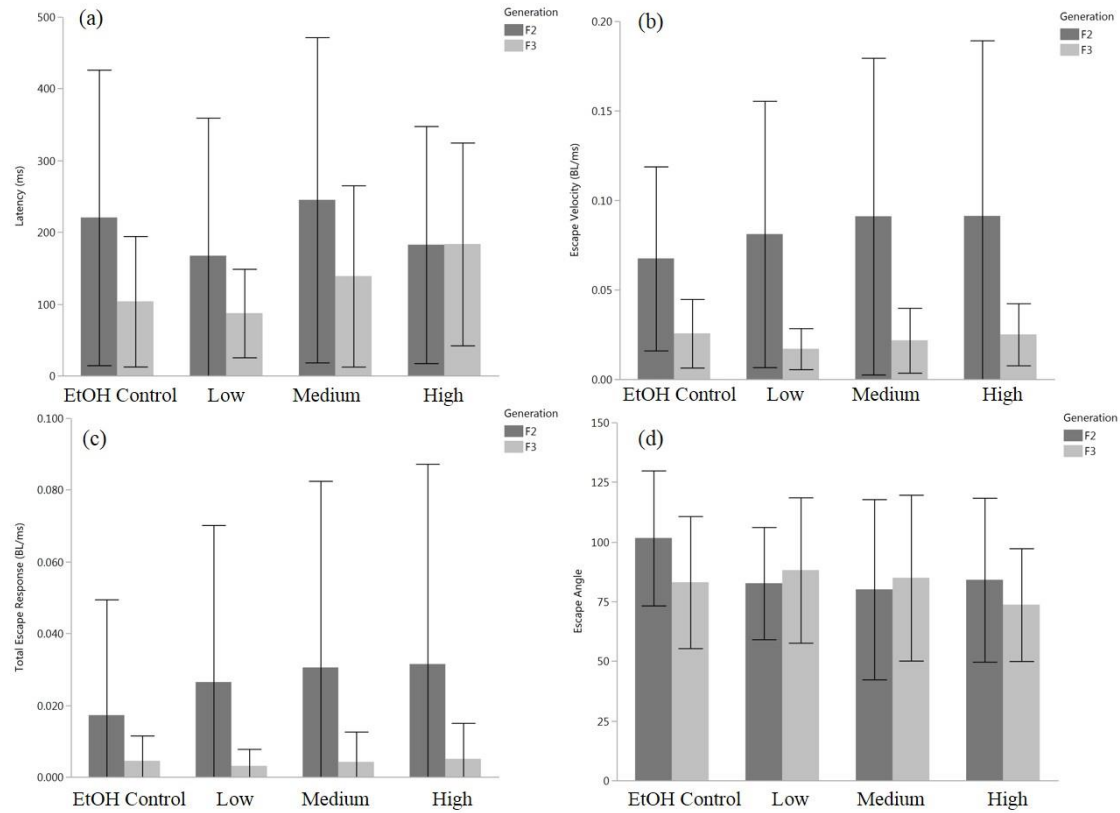 (a)
Generation
F2
F3
500
400
300
200
100
0
Latency (ms)
EtOH Control Low Medium High
(b)
Generation
F2
F3
0.20
0.15
0.10
0.05
0.00
Escape Velocity (BL/ms)
EtOH Control Low Medium High
(c)
Generation
F2
F3
0.100
0.080
0.060
0.040
0.020
0.000
Total Escape Response (BL/ms)
EtOH Control Low Medium High
(d)
Generation
F2
F3
150
125
100
75
50
25
0
Escape Angle
EtOH Control Low Medium High